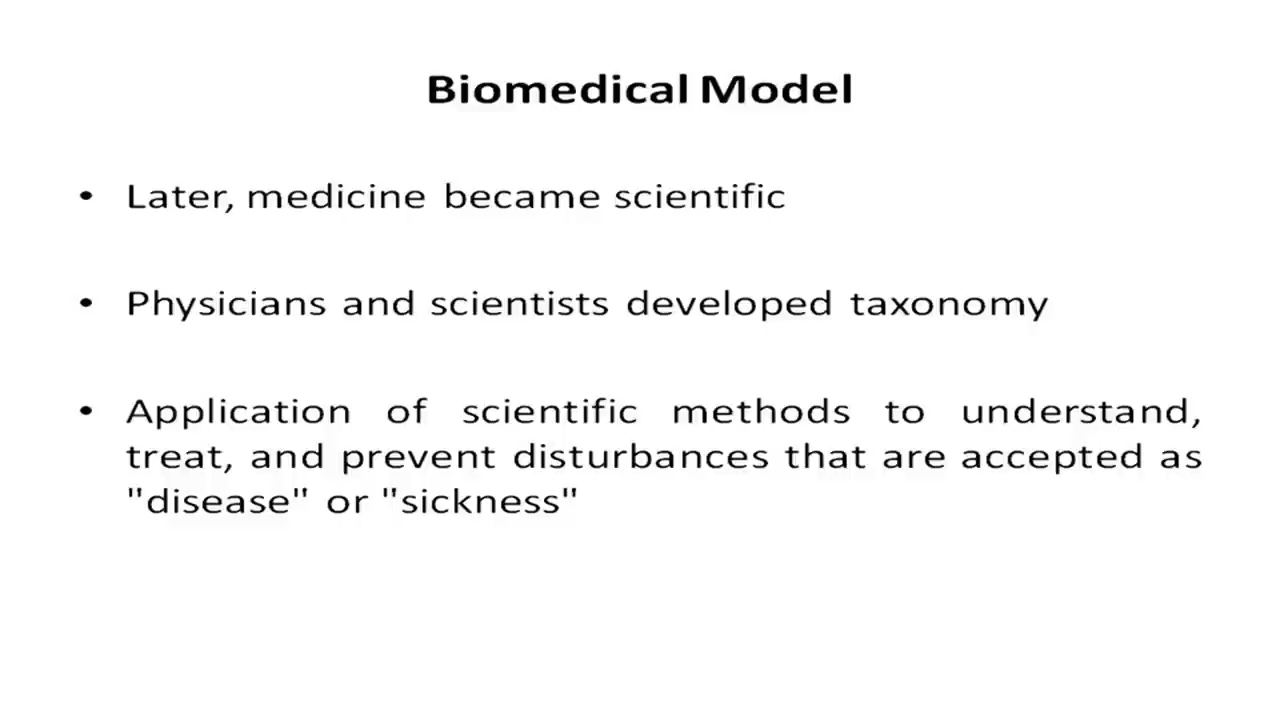 Biomedical Model
• Later, medicine became scientific
• Physicians and scientists developed taxonomy
• Application of scientific methods to understand,
treat, and prevent disturbances that are accepted as
"disease" or "sickness"